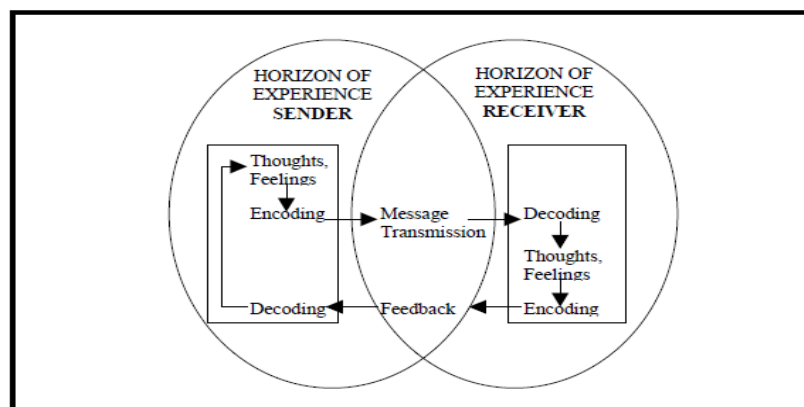 HORIZON OF
EXPERIENCE
SENDER
HORIZON OF
EXPERIENCE
RECEIVER
Thoughts,
Feelings
Encoding
Message
Transmission
Decoding
Thoughts,
Feelings
Encoding
Feedback
Decoding